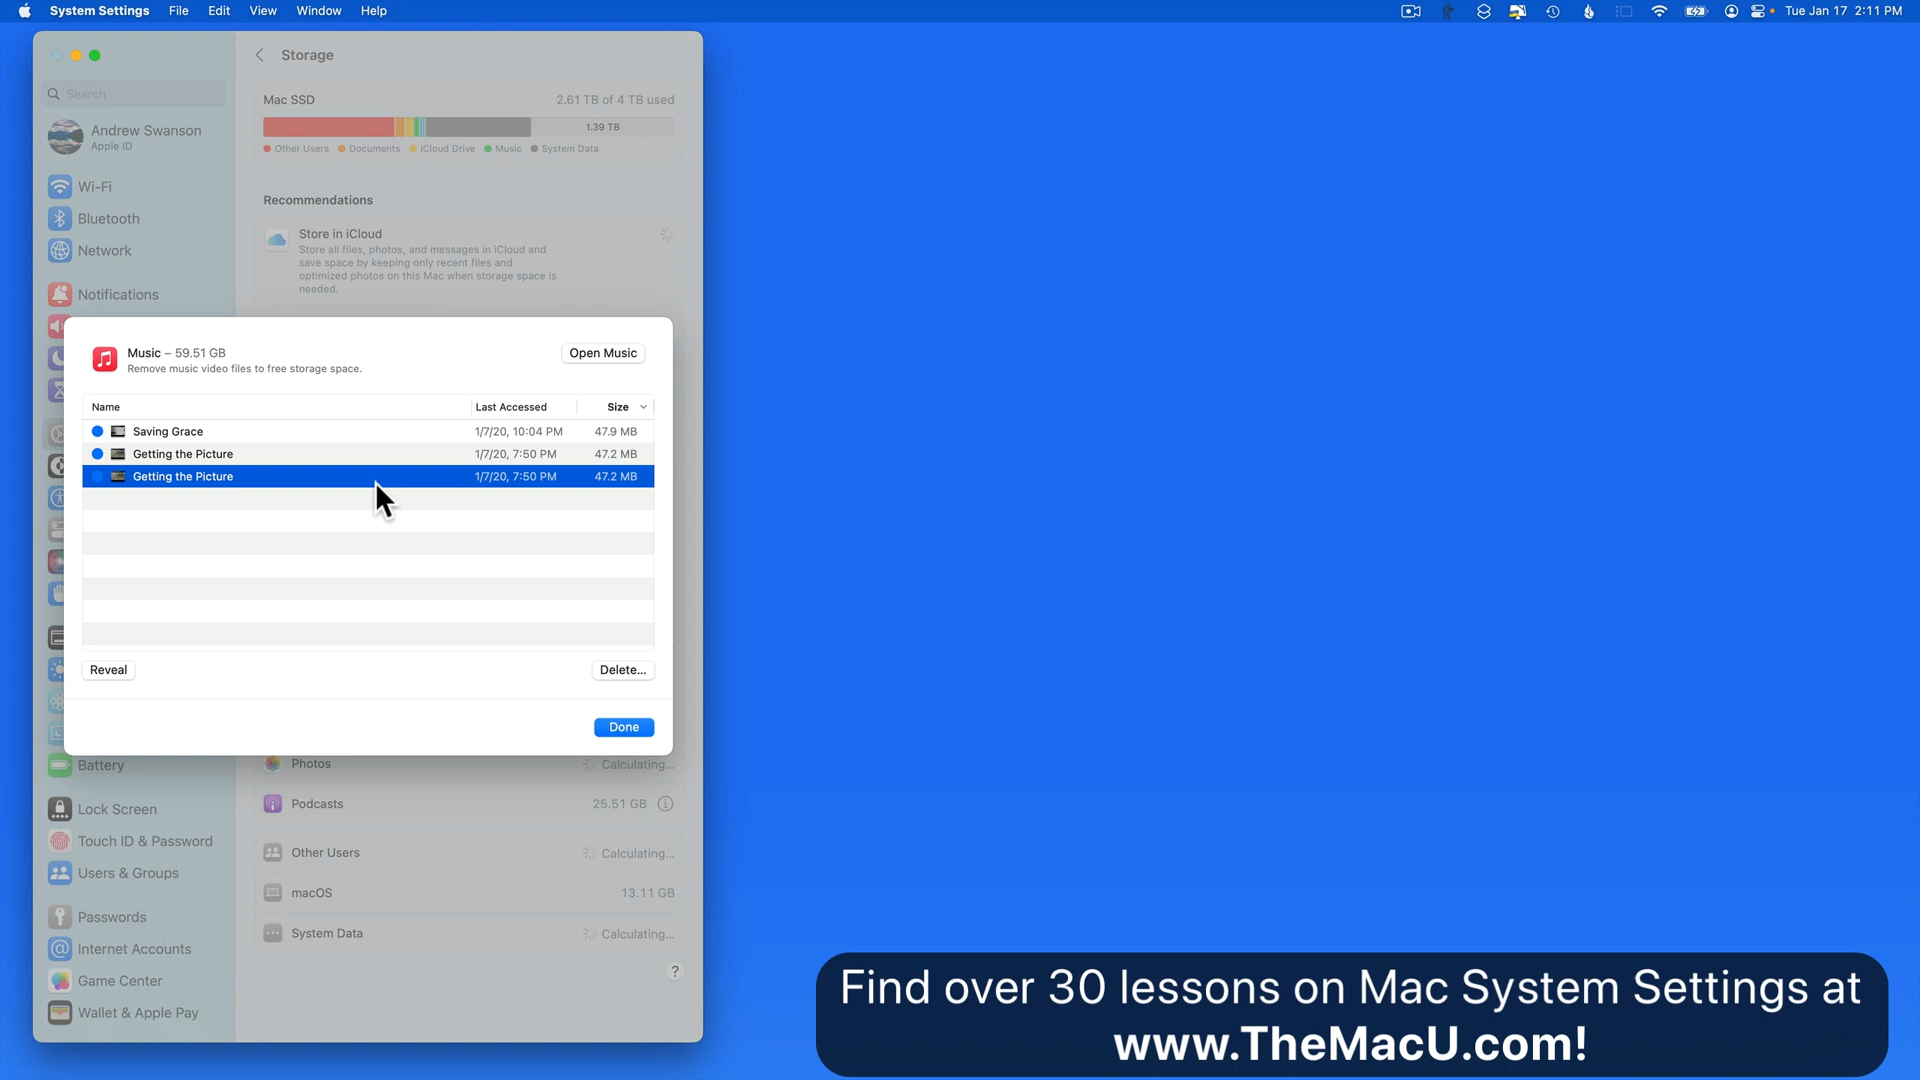 System Settings File Edit View Window Help
Tue Jan 17 2:11 PM
Storage
Search
Andrew Swanson
Apple ID
Wi-Fi
Bluetooth
Network
Notifications
Battery
Lock Screen
Touch ID & Password
Users & Groups
Passwords
Internet Accounts
Game Center
Wallet & Apple Pay
Mac SSD 2.61 TB of 4 TB used
1.39 TB
Other Users Documents iCloud Drive Music System Data
Recommendations
Store in iCloud
Store all files, photos, and messages in iCloud and
save space by keeping only recent files and
optimized photos on this Mac when storage space is
needed.
Music – 59.51 GB
Remove music video files to free storage space.
Open Music
Name Last Accessed Size
Saving Grace 1/7/20, 10:04 PM 47.9 MB
Getting the Picture 1/7/20, 7:50 PM 47.2 MB
Getting the Picture 1/7/20, 7:50 PM 47.2 MB
Reveal Delete...
Done
Photos Calculating...
Podcasts 25.51 GB
Other Users Calculating...
macOS 13.11 GB
System Data Calculating...
?
Find over 30 lessons on Mac System Settings at
www.TheMacU.com!